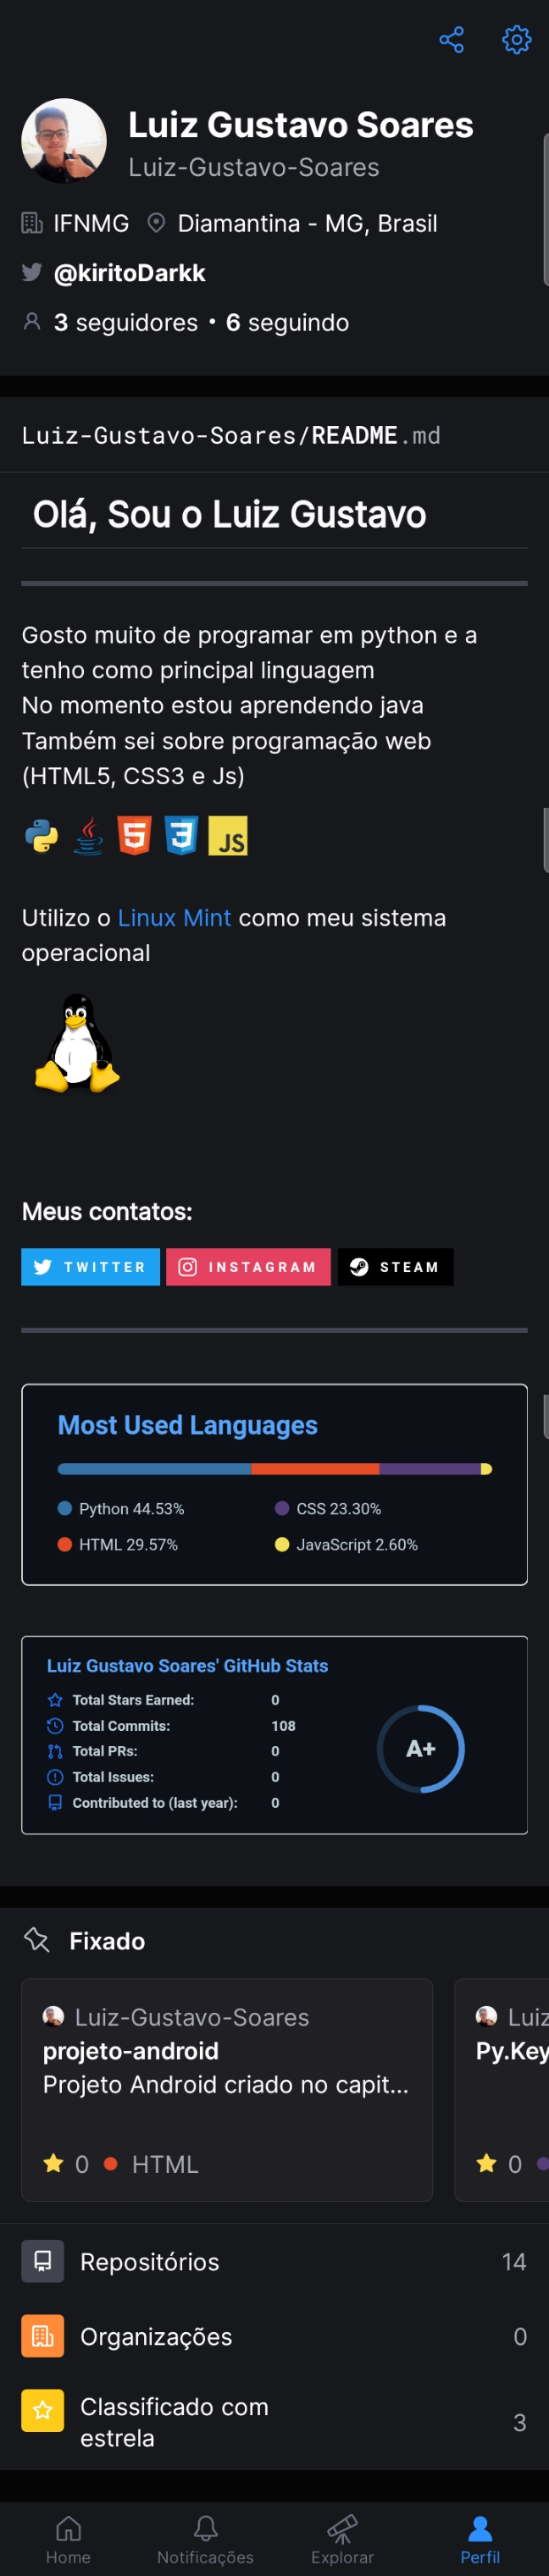 Luiz Gustavo Soares
Luiz-Gustavo-Soares
IFNMG Diamantina - MG, Brasil
@kiritoDarkk
3 seguidores • 6 seguindo
Luiz-Gustavo-Soares/README.md
Olá, Sou o Luiz Gustavo
Gosto muito de programar em python e a
tenho como principal linguagem
No momento estou aprendendo java
Também sei sobre programação web
(HTML5, CSS3 e Js)
5 3 JS
Utilizo o Linux Mint como meu sistema
operacional
Meus contatos:
TWITTER INSTAGRAM STEAM
Most Used Languages
Python 44.53% CSS 23.30%
HTML 29.57% JavaScript 2.60%
Luiz Gustavo Soares' GitHub Stats
Total Stars Earned: 0
Total Commits: 108
Total PRs: 0
Total Issues: 0
Contributed to (last year): 0
A+
Fixado
Luiz-Gustavo-Soares Luiz
projeto-android Py.Key
Projeto Android criado no capit...
0 HTML 0
Repositórios 14
Organizações 0
Classificado com
estrela 3
Home Notificações Explorar Perfil